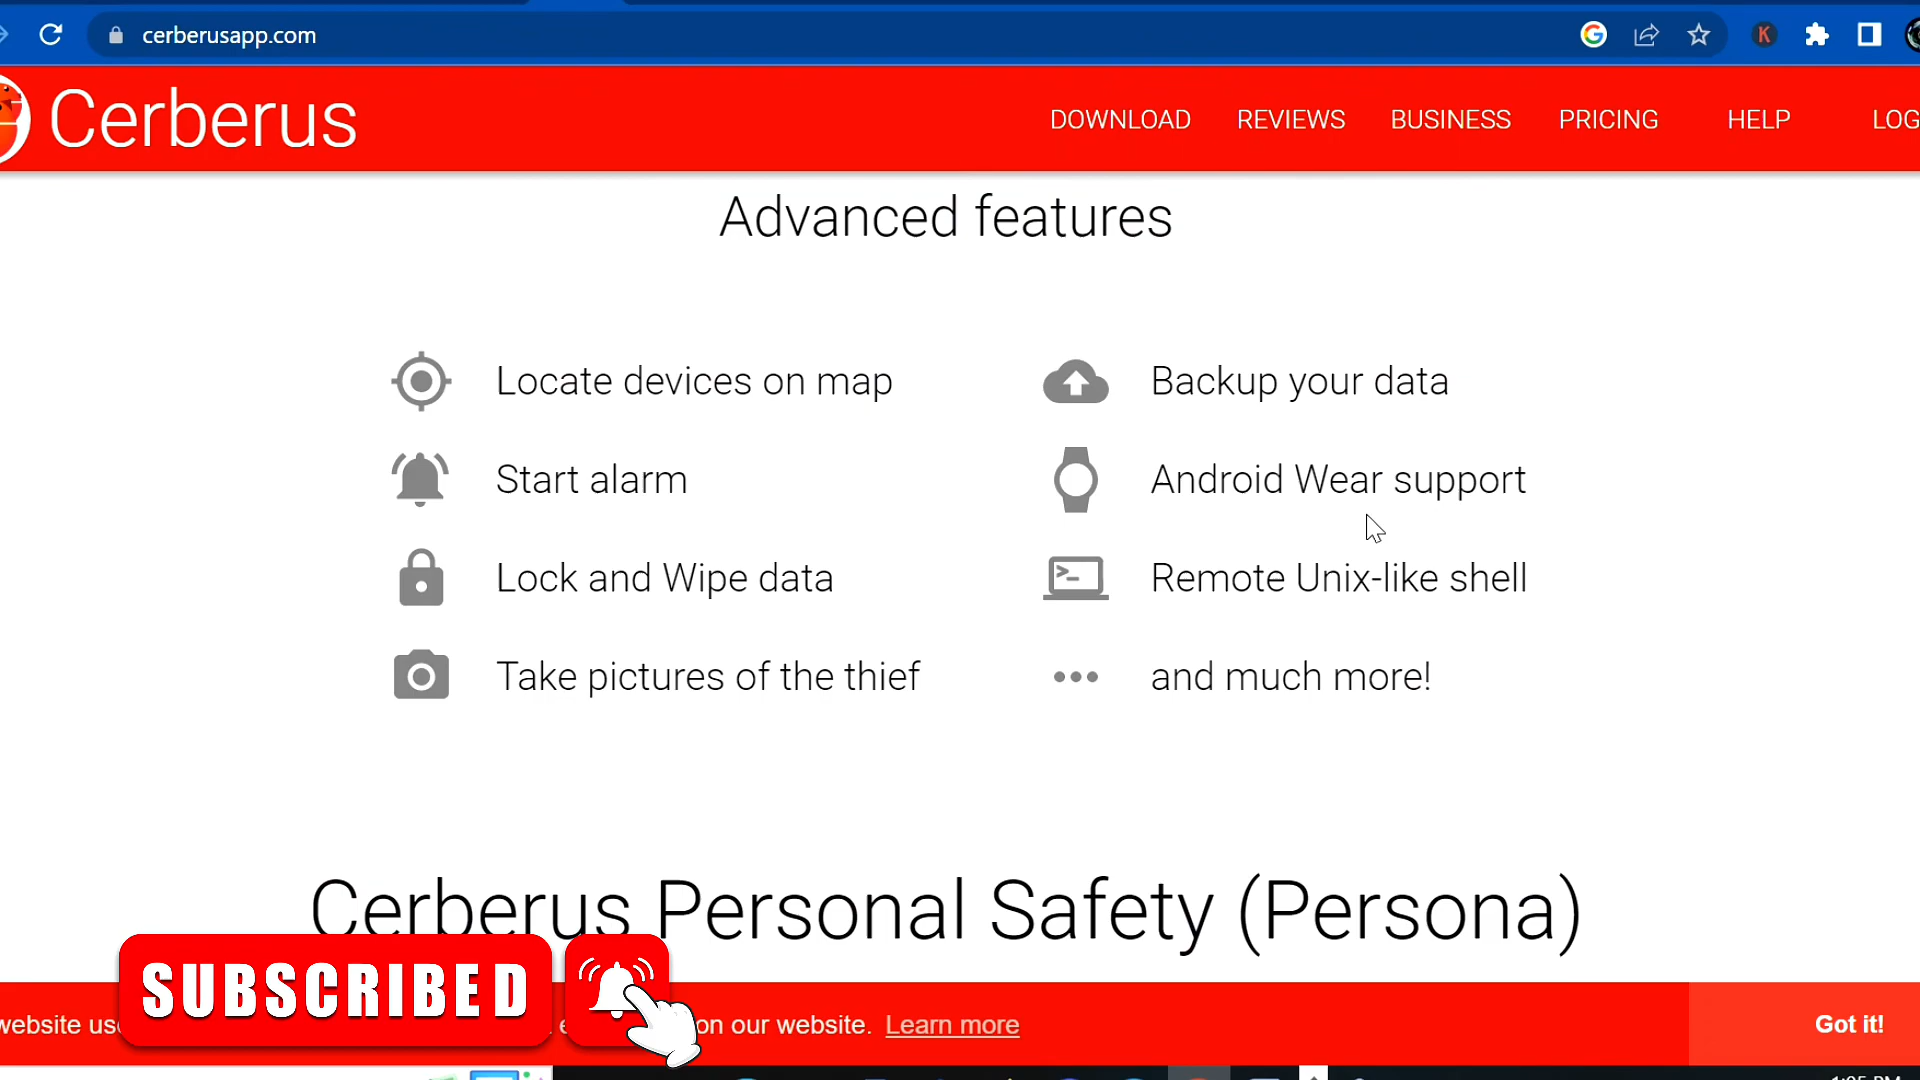 cerberusapp.com
K
Cerberus
DOWNLOAD REVIEWS BUSINESS PRICING HELP LOG
Advanced features
Locate devices on map
Backup your data
Start alarm
Android Wear support
Lock and Wipe data
Remote Unix-like shell
Take pictures of the thief
and much more!
Cerberus Personal Safety (Persona)
SUBSCRIBED
website on our website. Learn more
Got it!